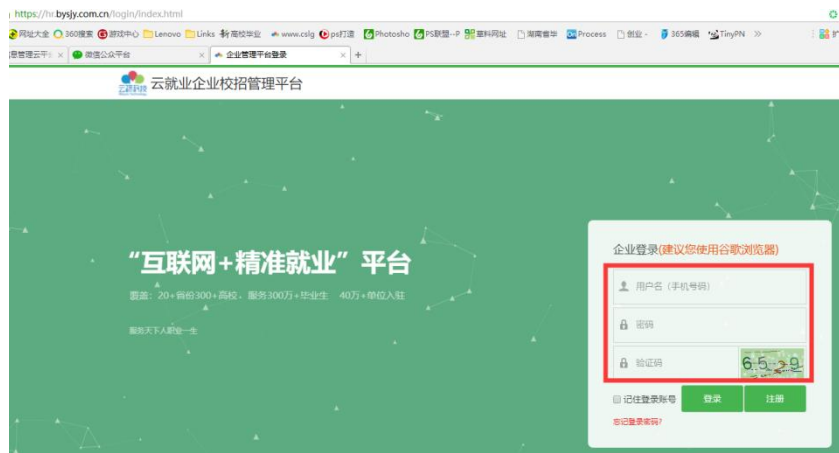 https://hr.bysjy.com.cn/login/index.html
网址大全 360搜索 游戏中心 Lenovo Links 高校毕业 www.cslg ps打造 Photosho PS联盟--P 草料网址 湖南省毕 Process 创业 - 365编辑 TinyPN »
息管理云平 × 微信公众平台 × 企业管理平台登录 × +
云就业企业校招管理平台
企业登录(建议您使用谷歌浏览器)
“互联网+精准就业”平台
用户名（手机号码）
覆盖：20+省份300+高校，服务300万+毕业生 40万+单位入驻
密码
服务天下人职业一生
验证码 6529
记住登录账号 登录 注册
忘记登录密码?